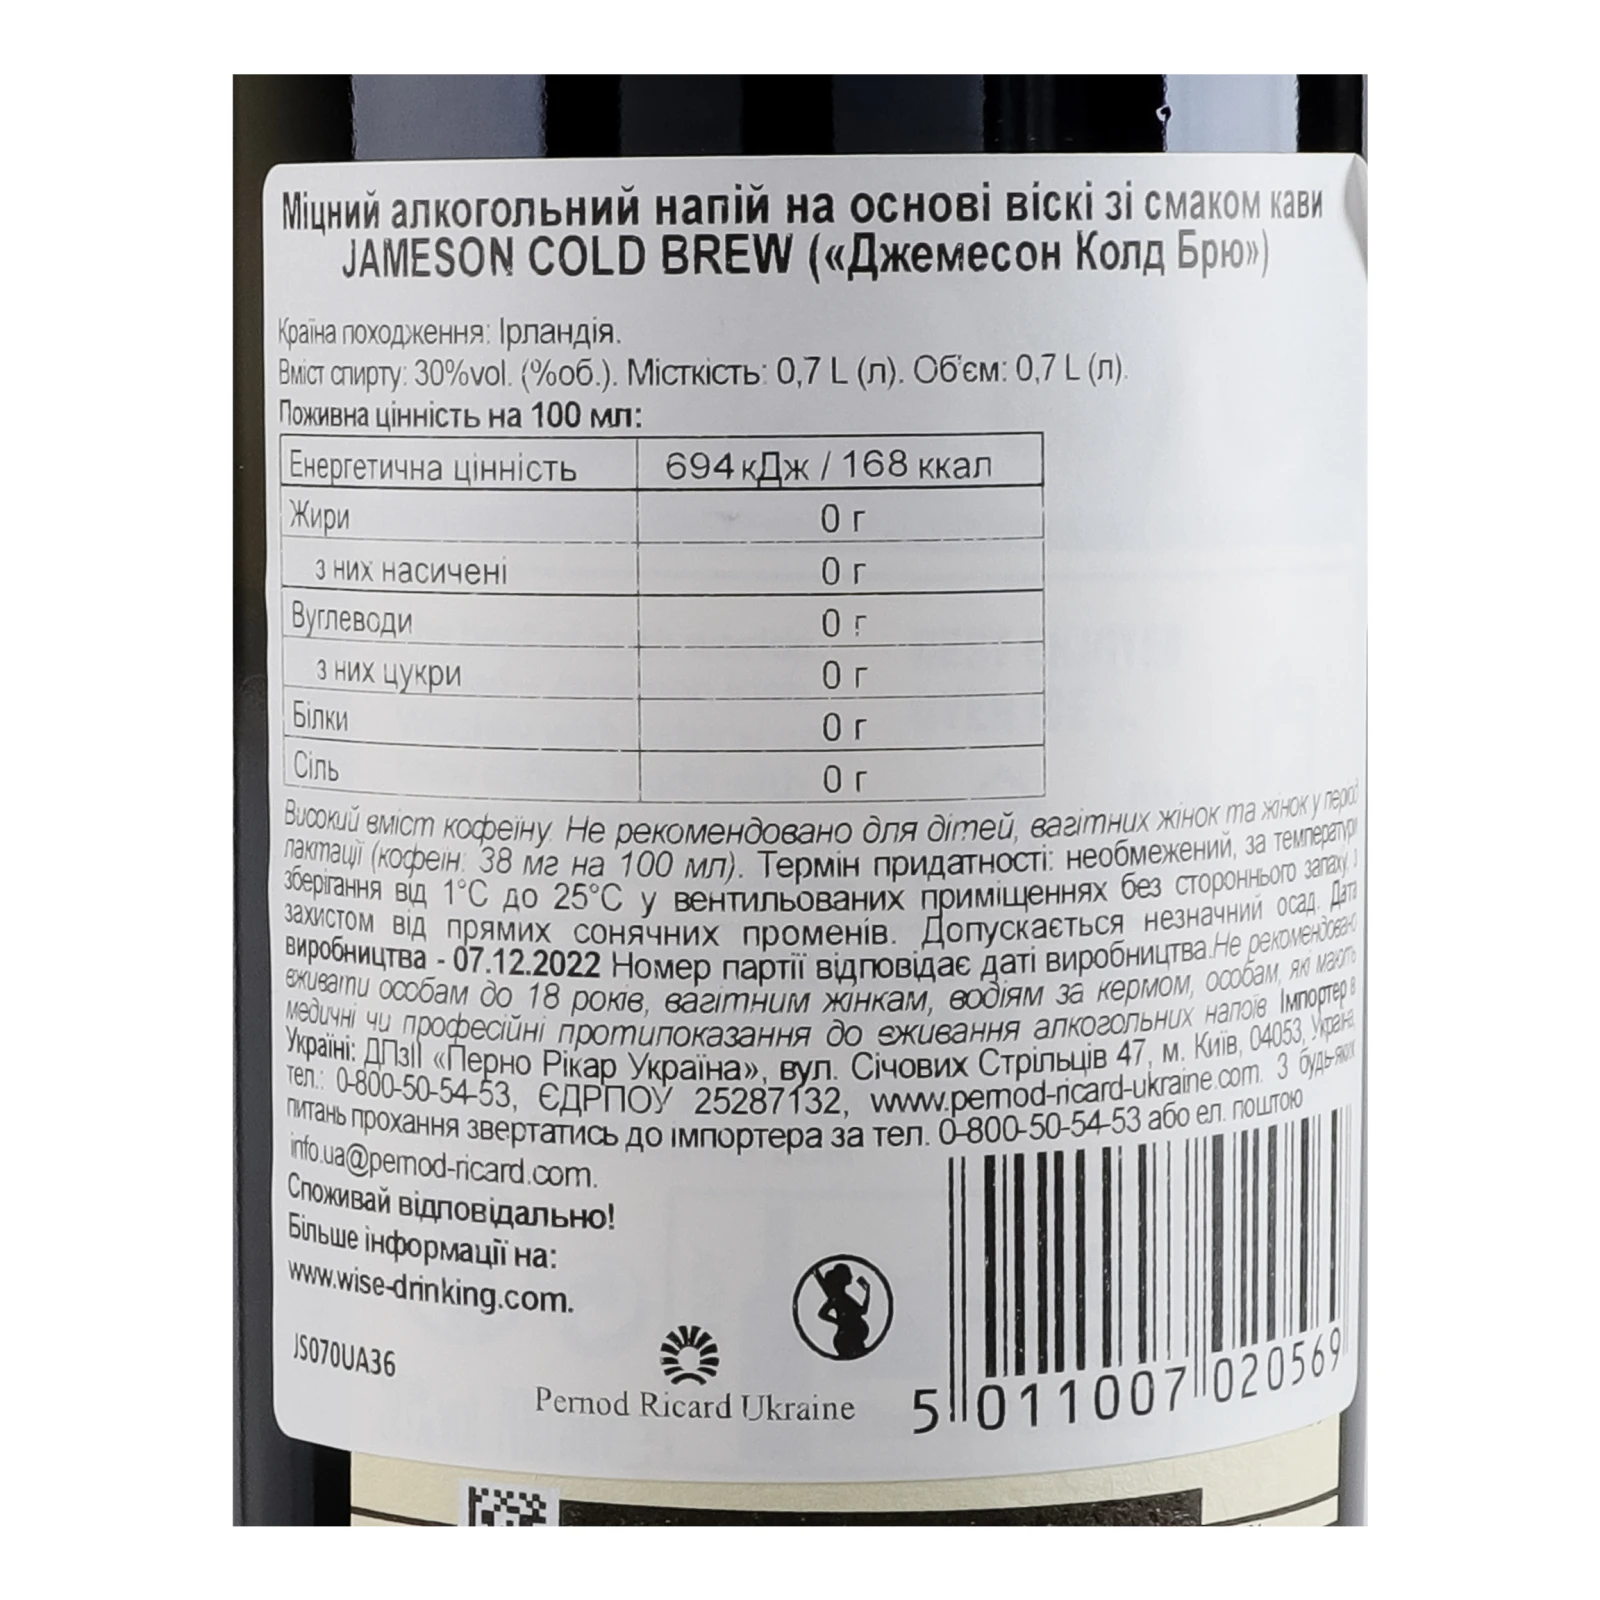 Міцний алкогольний напій на основі віскі зі смаком кави
JAMESON COLD BREW («Джемесон Колд Брю»)
Країна походження: Ірландія.
Вміст спирту: 30%vol. (%об.). Місткість: 0,7 L (л). Об'єм: 0,7 L (л).
Поживна цінність на 100 мл:
Енергетична цінність 694 кДж / 168 ккал
Жири 0 г
з них насичені 0 г
Вуглеводи 0 г
з них цукри 0 г
Білки 0 г
Сіль 0 г
Високий вміст кофеїну. Не рекомендовано для дітей, вагітних жінок та жінок у період
лактації (кофеїн: 38 мг на 100 мл). Термін придатності: необмежений, за температури
зберігання від 1°C до 25°C у вентильованих приміщеннях без стороннього запаху, з
захистом від прямих сонячних променів. Допускається незначний осад. Дата
виробництва - 07.12.2022 Номер партії відповідає даті виробництва.Не рекомендовано
вживати особам до 18 років, вагітним жінкам, водіям за кермом, особам, які мають
медичні чи професійні протипоказання до вживання алкогольних напоїв Імпортер в
Україні: ДПзІІ «Перно Рікар Україна», вул. Січових Стрільців 47, м. Київ, 04053, Україна,
тел.: 0-800-50-54-53, ЄДРПОУ 25287132, www.pernod-ricard-ukraine.com. З будь-яких
питань прохання звертатись до імпортера за тел. 0-800-50-54-53 або ел. поштою
info.ua@pernod-ricard.com.
Споживай відповідально!
Більше інформації на:
www.wise-drinking.com.
JS070UA36
Pernod Ricard Ukraine
5 011007 020569